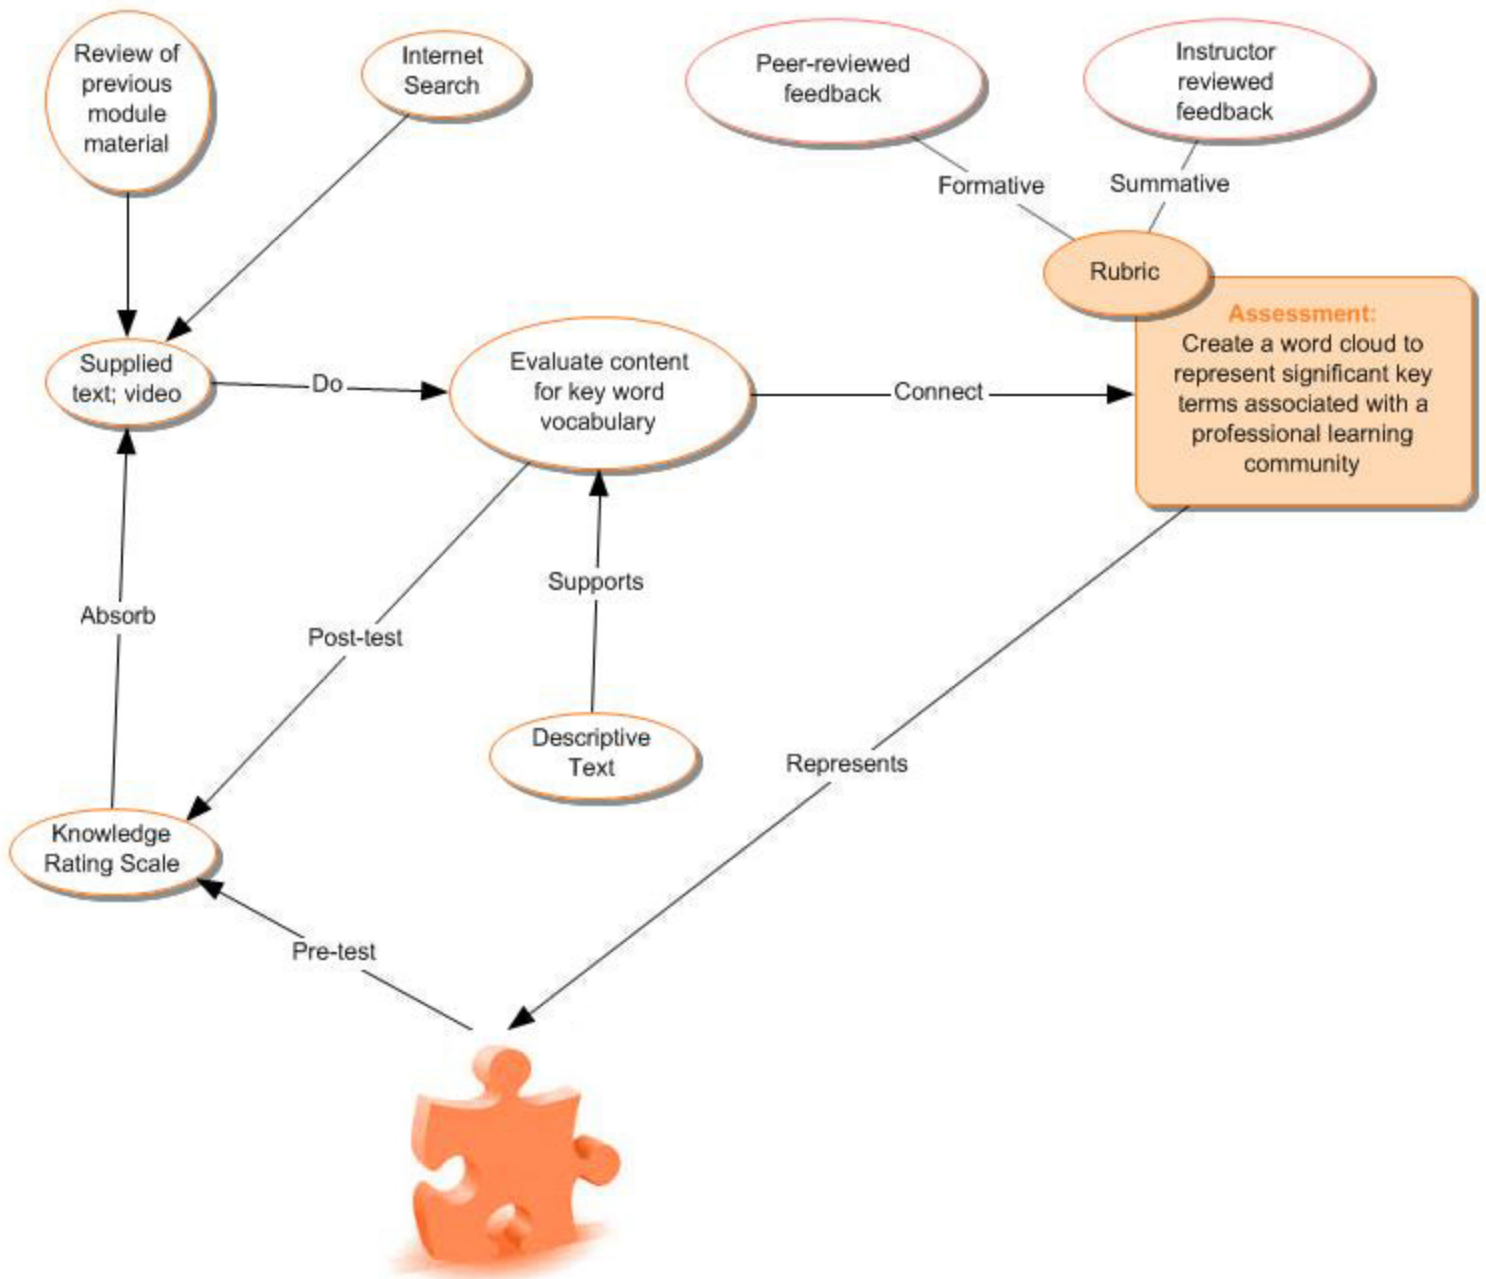 Review of
previous
module
material
Internet
Search
Peer-reviewed
feedback
Instructor
reviewed
feedback
Formative
Summative
Rubric
Assessment:
Create a word cloud to
represent significant key
terms associated with a
professional learning
community
Supplied
text; video
Do
Evaluate content
for key word
vocabulary
Connect
Absorb
Post-test
Supports
Descriptive
Text
Represents
Knowledge
Rating Scale
Pre-test